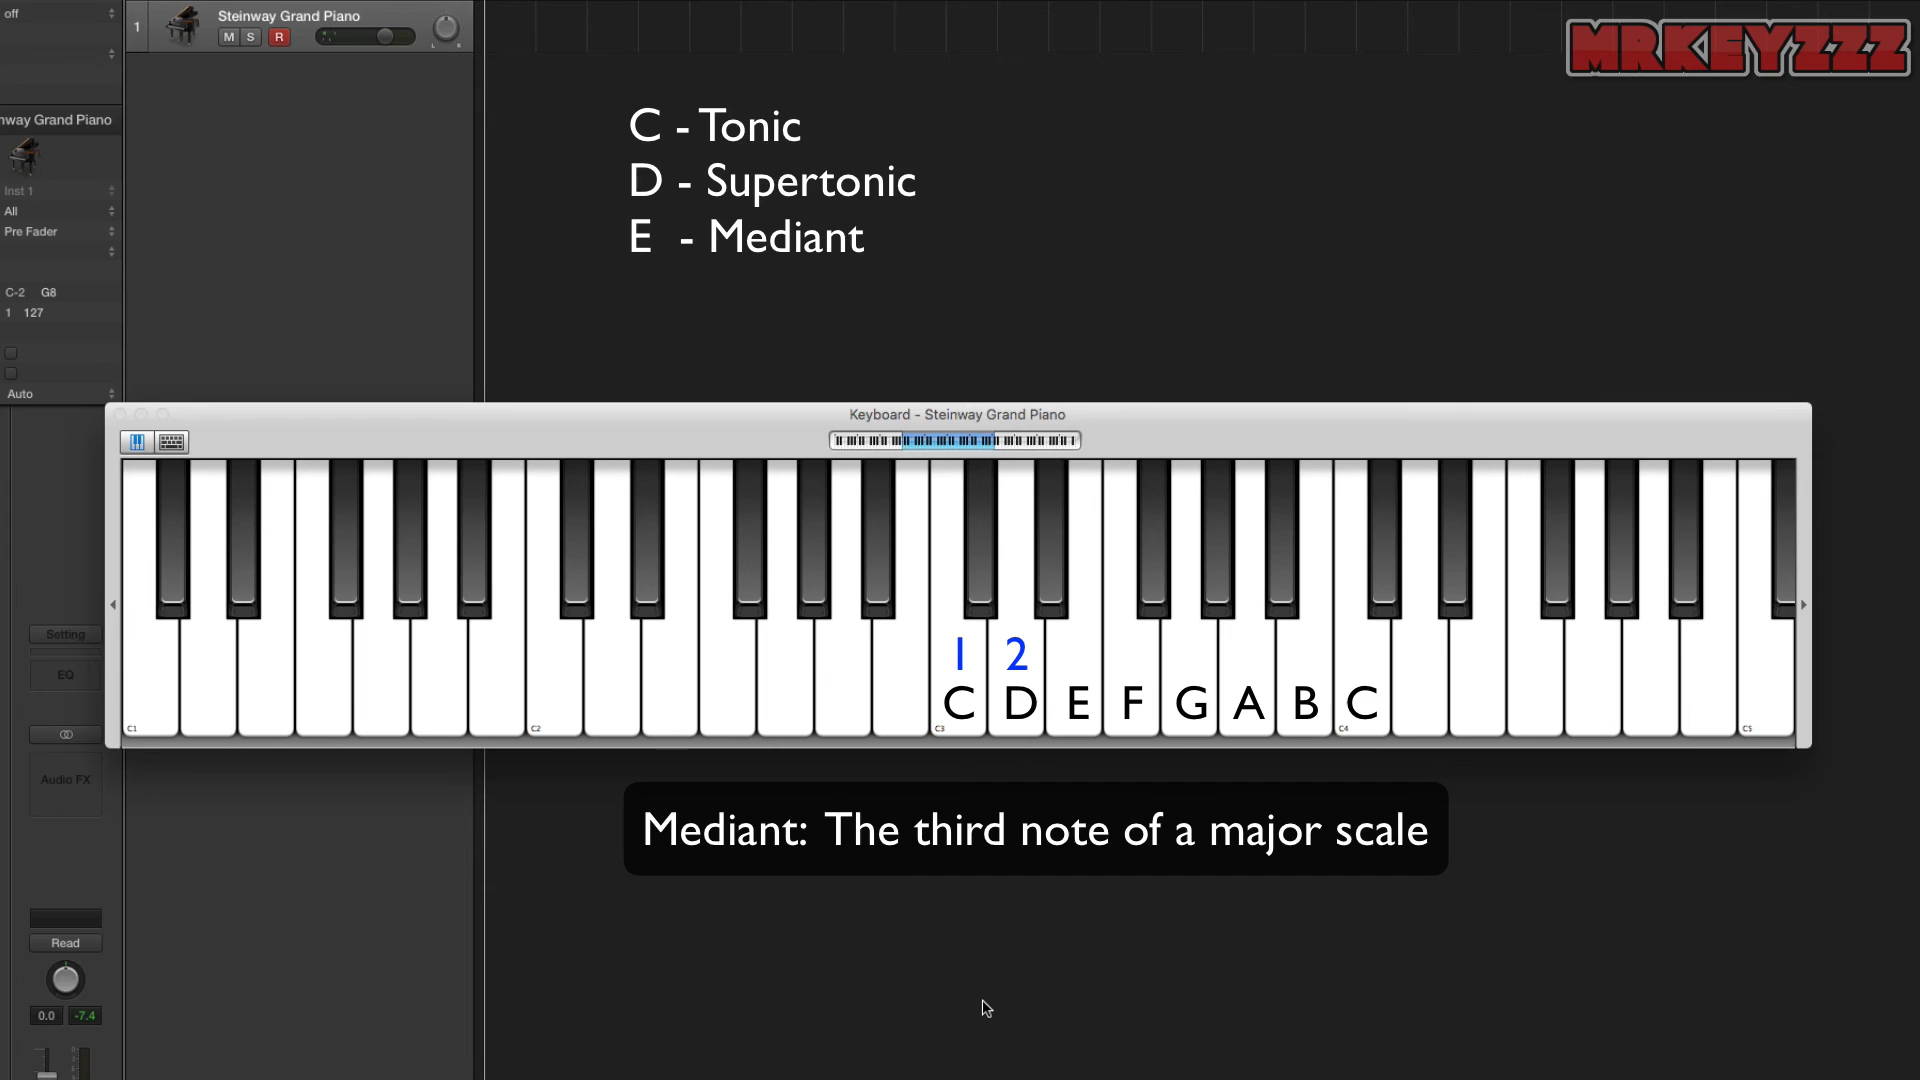 off
1
Steinway Grand Piano
M S R
L R
MRKEYZZZ
nway Grand Piano
Inst 1
All
Pre Fader
C-2 G8
1 127
Auto
C - Tonic
D - Supertonic
E - Mediant
Keyboard - Steinway Grand Piano
1 2
C D E F G A B C
C1 C2 C3 C4 C5
Mediant: The third note of a major scale
Setting
EQ
Audio FX
Read
0.0 -7.4